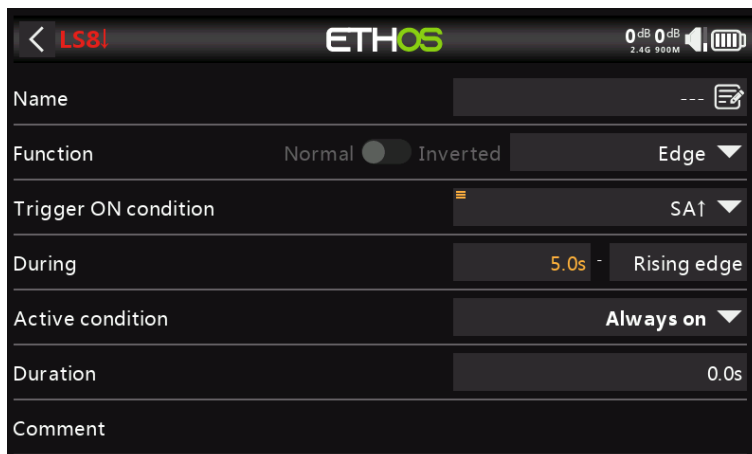 LS8↓ ETHOS 0dB 0dB
2.4G 900M
Name ---
Function Normal Inverted Edge
Trigger ON condition SA↑
During 5.0s - Rising edge
Active condition Always on
Duration 0.0s
Comment